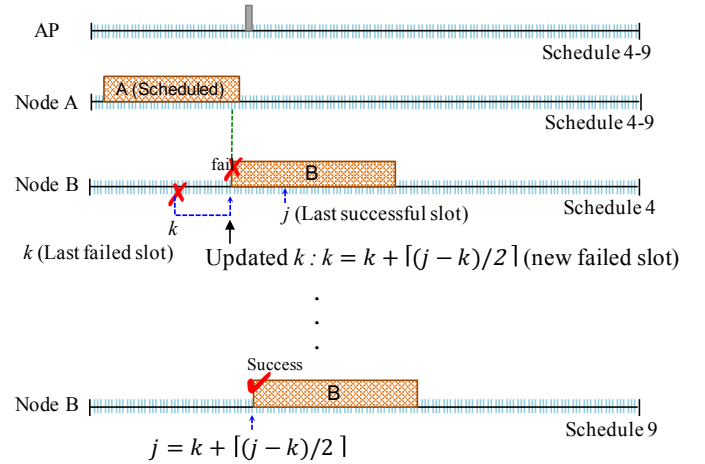 AP
Schedule 4-9
A (Scheduled)
Node A
Schedule 4-9
fail
B
Node B
k
j (Last successful slot)
Schedule 4
k (Last failed slot)
Updated k : k = k + ⌈(j − k)/2⌉ (new failed slot)
Success
B
Node B
Schedule 9
j = k + ⌈(j − k)/2⌉